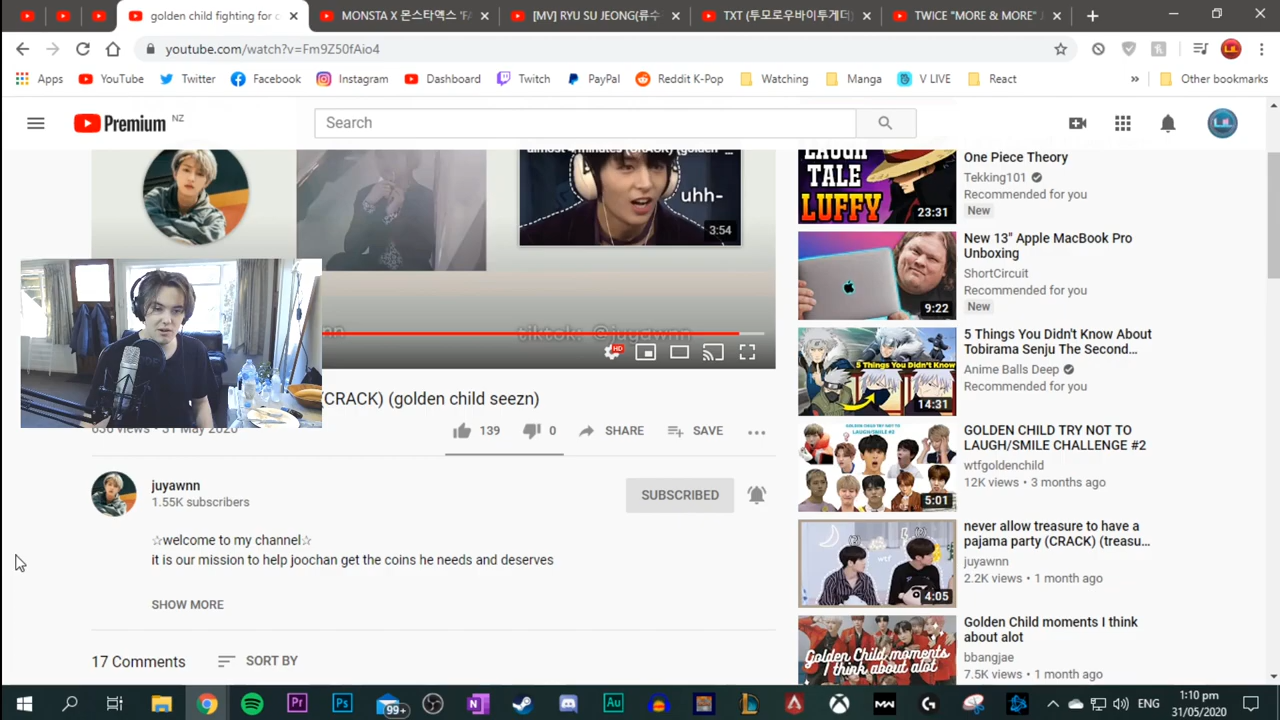 golden child fighting for c
MONSTA X 몬스타엑스 'FA
[MV] RYU SU JEONG(류수
TXT (투모로우바이투게더)
TWICE "MORE & MORE" J
youtube.com/watch?v=Fm9Z50fAio4
Apps YouTube Twitter Facebook Instagram Dashboard Twitch PayPal Reddit K-Pop Watching Manga V LIVE React » Other bookmarks
Premium NZ
Search
uhh-
3:54
tiktok: @juuawnn
(CRACK) (golden child seezn)
139 0 SHARE SAVE
juyawnn
1.55K subscribers
SUBSCRIBED
☆welcome to my channel☆
it is our mission to help joochan get the coins he needs and deserves
SHOW MORE
17 Comments SORT BY
LAUGH
TALE
LUFFY
23:31
One Piece Theory
Tekking101
Recommended for you
New
9:22
New 13" Apple MacBook Pro
Unboxing
ShortCircuit
Recommended for you
New
5 Things You Didn't Know
14:31
5 Things You Didn't Know About
Tobirama Senju The Second...
Anime Balls Deep
Recommended for you
5:01
GOLDEN CHILD TRY NOT TO
LAUGH/SMILE CHALLENGE #2
wtfgoldenchild
12K views • 3 months ago
wtf
4:05
never allow treasure to have a
pajama party (CRACK) (treasu...
juyawnn
2.2K views • 1 month ago
Golden Child moments I
think about alot
Golden Child moments I think
about alot
bbangjae
7.5K views • 1 month ago
99+
ENG
1:10 pm
31/05/2020